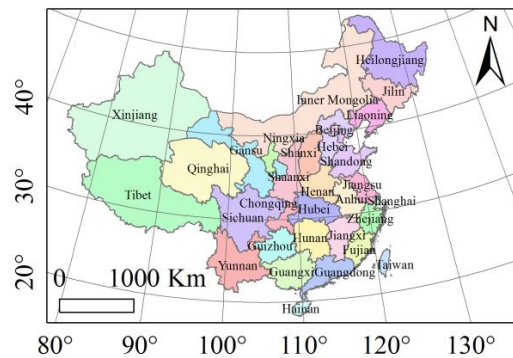 N
Heilongjiang
Jilin
Inner Mongolia
Liaoning
Xinjiang
Beijing
Ningxia
Hebei
Gansu
Shanxi
Shandong
Qinghai
Shaanxi
Henan
Jiangsu
Tibet
Anhui
Shanghai
Chongqing
Hubei
Sichuan
Zhejiang
Hunan
Jiangxi
Guizhou
Fujian
Yunnan
Guangxi
Guangdong
Taiwan
Hainan
0 1000 Km
40°
30°
20°
80° 90° 100° 110° 120° 130°